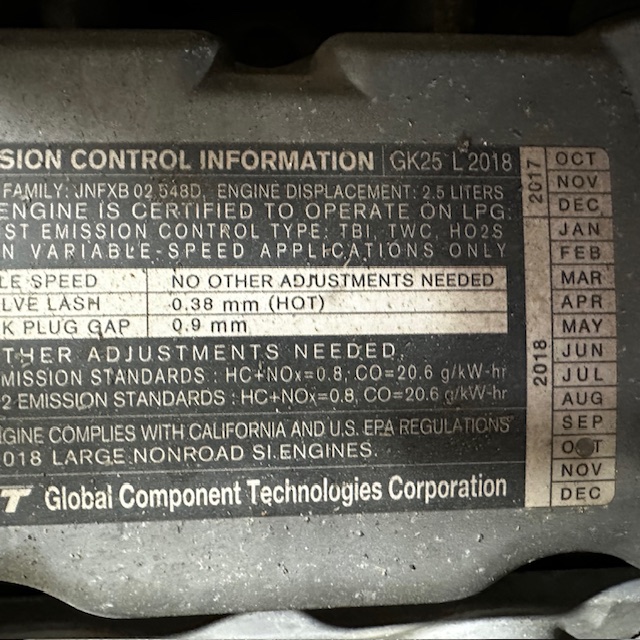 SION CONTROL INFORMATION GK25 L 2018
FAMILY: JNFXB 02 548D, ENGINE DISPLACEMENT: 2.5 LITERS
ENGINE IS CERTIFIED TO OPERATE ON LPG.
ST EMISSION CONTROL TYPE: TBI, TWC, HO2S
N VARIABLE-SPEED APPLICATIONS ONLY
LE SPEED NO OTHER ADJUSTMENTS NEEDED
LVE LASH 0.38 mm (HOT)
K PLUG GAP 0.9 mm
THER ADJUSTMENTS NEEDED.
MISSION STANDARDS : HC+NOx=0.8, CO=20.6 g/kW-hr
2 EMISSION STANDARDS : HC+NOx=0.8, CO=20.6 g/kW-hr
NGINE COMPLIES WITH CALIFORNIA AND U.S. EPA REGULATIONS
018 LARGE NONROAD SI ENGINES.
T Global Component Technologies Corporation
2017
OCT
NOV
DEC
2018
JAN
FEB
MAR
APR
MAY
JUN
JUL
AUG
SEP
OCT
NOV
DEC